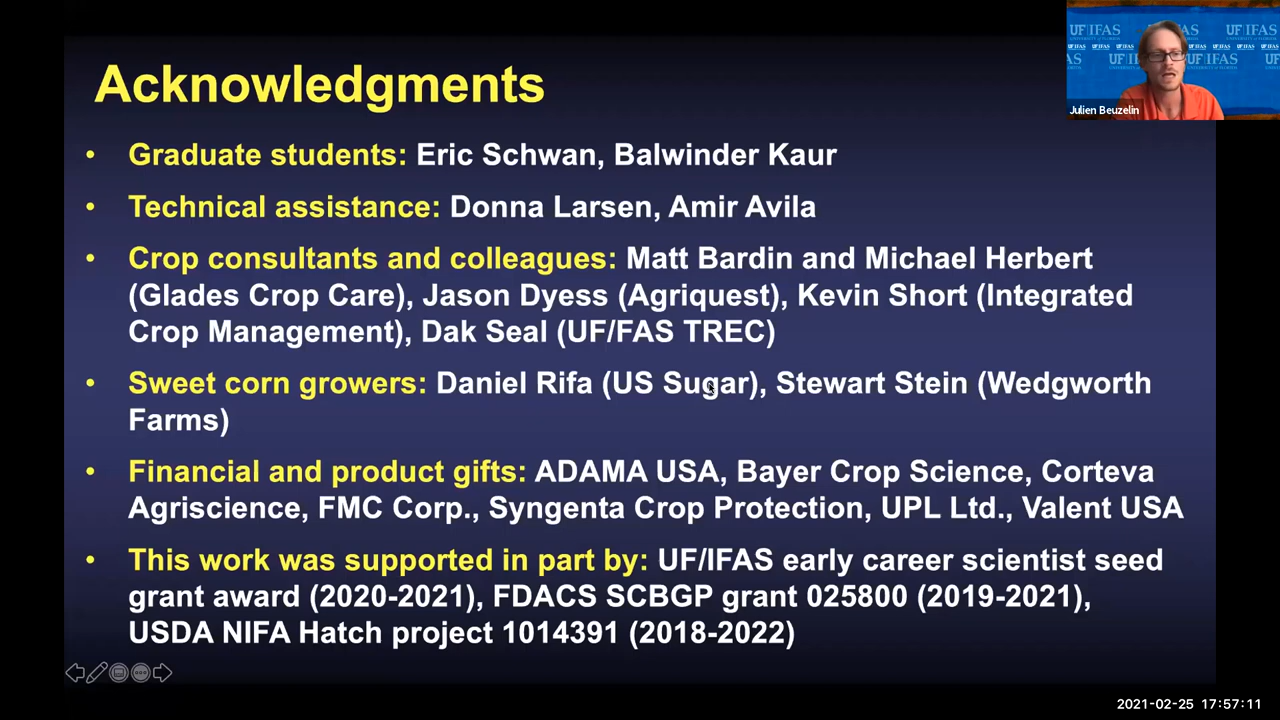 Acknowledgments
• Graduate students: Eric Schwan, Balwinder Kaur
• Technical assistance: Donna Larsen, Amir Avila
• Crop consultants and colleagues: Matt Bardin and Michael Herbert
(Glades Crop Care), Jason Dyess (Agriquest), Kevin Short (Integrated
Crop Management), Dak Seal (UF/FAS TREC)
• Sweet corn growers: Daniel Rifa (US Sugar), Stewart Stein (Wedgworth
Farms)
• Financial and product gifts: ADAMA USA, Bayer Crop Science, Corteva
Agriscience, FMC Corp., Syngenta Crop Protection, UPL Ltd., Valent USA
• This work was supported in part by: UF/IFAS early career scientist seed
grant award (2020-2021), FDACS SCBGP grant 025800 (2019-2021),
USDA NIFA Hatch project 1014391 (2018-2022)
UF|IFAS
UF|IFAS
Julien Beuzelin
2021-02-25 17:57:11